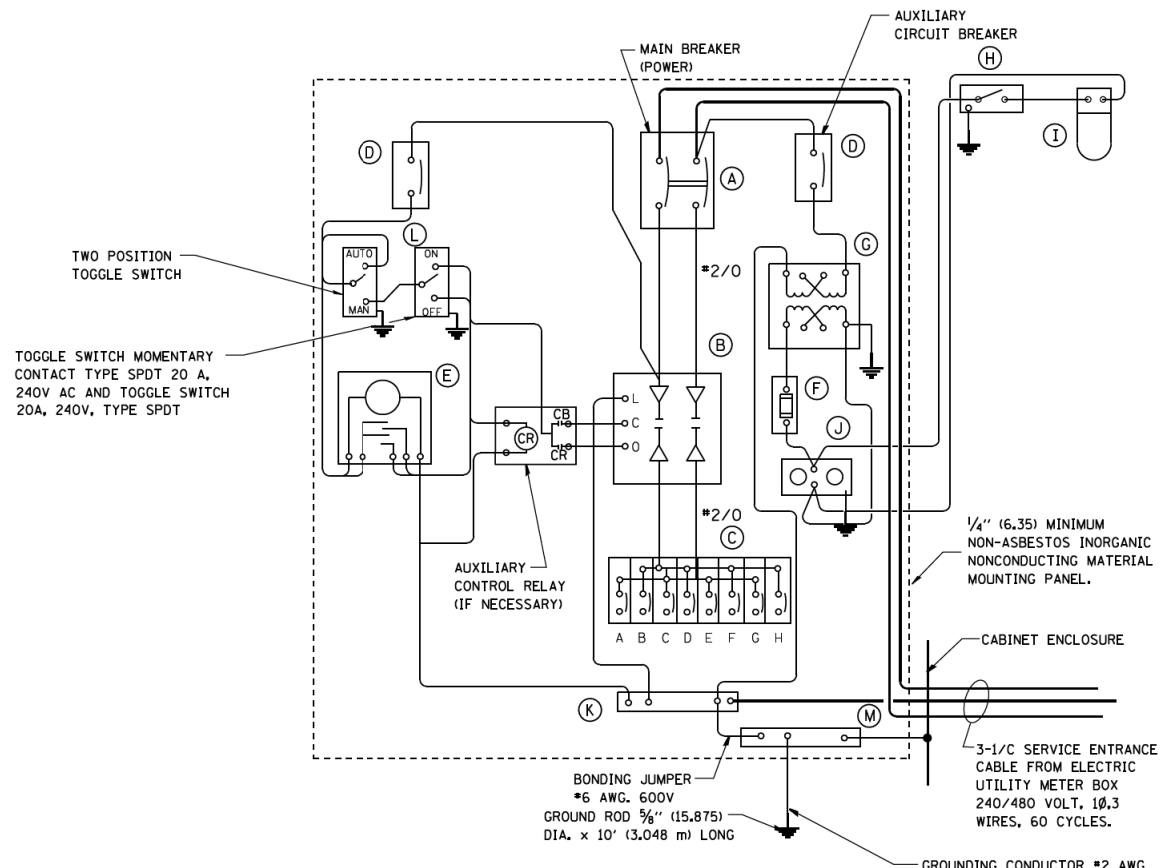 AUXILIARY
CIRCUIT BREAKER
MAIN BREAKER
(POWER)
H
I
D
A
D
TWO POSITION
TOGGLE SWITCH
L
AUTO
MAN
ON
OFF
G
#2/0
TOGGLE SWITCH MOMENTARY
CONTACT TYPE SPDT 20 A,
240V AC AND TOGGLE SWITCH
20A, 240V, TYPE SPDT
E
B
F
J
CB
CR
CR
L
C
O
#2/0
C
AUXILIARY
CONTROL RELAY
(IF NECESSARY)
1/4" (6.35) MINIMUM
NON-ASBESTOS INORGANIC
NONCONDUCTING MATERIAL
MOUNTING PANEL.
A B C D E F G H
CABINET ENCLOSURE
K
M
BONDING JUMPER
#6 AWG. 600V
GROUND ROD 5/8" (15.875)
DIA. x 10' (3.048 m) LONG
3-1/C SERVICE ENTRANCE
CABLE FROM ELECTRIC
UTILITY METER BOX
240/480 VOLT, 1Ø,3
WIRES, 60 CYCLES.
GROUNDING CONDUCTOR #2 AWG